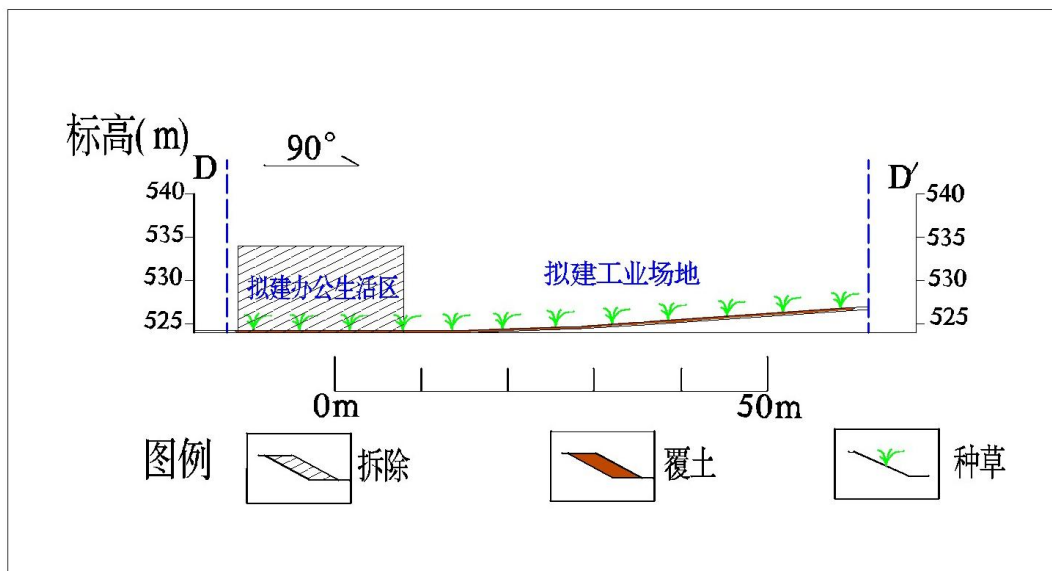 标高(m)
D
90°
D′
540
535
530
525
540
535
530
525
拟建办公生活区
拟建工业场地
0m
50m
图例
拆除
覆土
种草